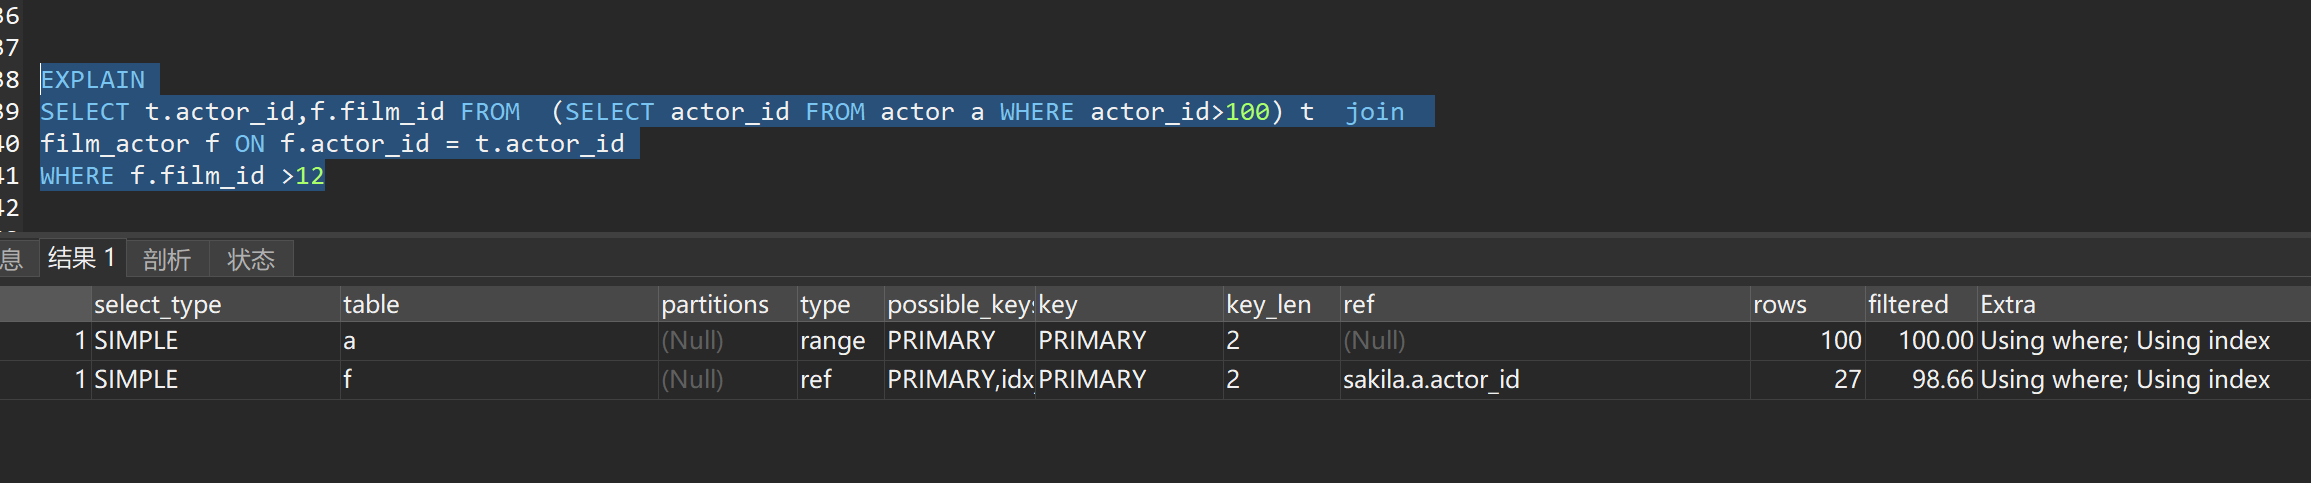 36
37
38 EXPLAIN
39 SELECT t.actor_id,f.film_id FROM  (SELECT actor_id FROM actor a WHERE actor_id>100) t  join
40 film_actor f ON f.actor_id = t.actor_id
41 WHERE f.film_id >12
42
息 结果 1 剖析 状态
select_type table partitions type possible_keys key key_len ref rows filtered Extra
1 SIMPLE a (Null) range PRIMARY PRIMARY 2 (Null) 100 100.00 Using where; Using index
1 SIMPLE f (Null) ref PRIMARY,idx PRIMARY 2 sakila.a.actor_id 27 98.66 Using where; Using index